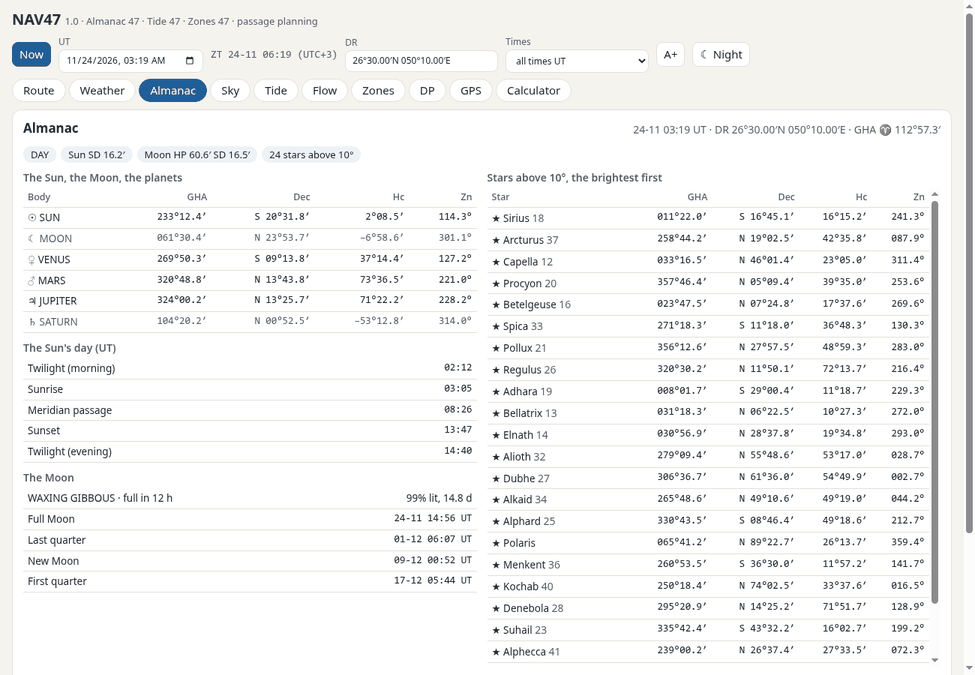 NAV47 1.0 · Almanac 47 · Tide 47 · Zones 47 · passage planning
UT DR Times
Now 11/24/2026, 03:19 AM ZT 24-11 06:19 (UTC+3) 26°30.00′N 050°10.00′E all times UT A+ ☾ Night
Route Weather Almanac Sky Tide Flow Zones DP GPS Calculator
Almanac 24-11 03:19 UT · DR 26°30.00′N 050°10.00′E · GHA ♈ 112°57.3′
DAY Sun SD 16.2′ Moon HP 60.6′ SD 16.5′ 24 stars above 10°
The Sun, the Moon, the planets
Body GHA Dec Hc Zn
☉ SUN 233°12.4′ S 20°31.8′ 2°08.5′ 114.3°
☾ MOON 061°30.4′ N 23°53.7′ −6°58.6′ 301.1°
♀ VENUS 269°50.3′ S 09°13.8′ 37°14.4′ 127.2°
♂ MARS 320°48.8′ N 13°43.8′ 73°36.5′ 221.0°
♃ JUPITER 324°00.2′ N 13°25.7′ 71°22.2′ 228.2°
♄ SATURN 104°20.2′ N 00°52.5′ −53°12.8′ 314.0°
The Sun's day (UT)
Twilight (morning) 02:12
Sunrise 03:05
Meridian passage 08:26
Sunset 13:47
Twilight (evening) 14:40
The Moon
WAXING GIBBOUS · full in 12 h 99% lit, 14.8 d
Full Moon 24-11 14:56 UT
Last quarter 01-12 06:07 UT
New Moon 09-12 00:52 UT
First quarter 17-12 05:44 UT
Stars above 10°, the brightest first
Star GHA Dec Hc Zn
★ Sirius 18 011°22.0′ S 16°45.1′ 16°15.2′ 241.3°
★ Arcturus 37 258°44.2′ N 19°02.5′ 42°35.8′ 087.9°
★ Capella 12 033°16.5′ N 46°01.4′ 23°05.0′ 311.4°
★ Procyon 20 357°46.4′ N 05°09.4′ 39°35.0′ 253.6°
★ Betelgeuse 16 023°47.5′ N 07°24.8′ 17°37.6′ 269.6°
★ Spica 33 271°18.3′ S 11°18.0′ 36°48.3′ 130.3°
★ Pollux 21 356°12.6′ N 27°57.5′ 48°59.3′ 283.0°
★ Regulus 26 320°30.2′ N 11°50.1′ 72°13.7′ 216.4°
★ Adhara 19 008°01.7′ S 29°00.4′ 11°18.7′ 229.3°
★ Bellatrix 13 031°18.3′ N 06°22.5′ 10°27.3′ 272.0°
★ Elnath 14 030°56.9′ N 28°37.8′ 19°34.8′ 293.0°
★ Alioth 32 279°09.4′ N 55°48.6′ 53°17.0′ 028.7°
★ Dubhe 27 306°36.7′ N 61°36.0′ 54°49.9′ 002.7°
★ Alkaid 34 265°48.6′ N 49°10.6′ 49°19.0′ 044.2°
★ Alphard 25 330°43.5′ S 08°46.4′ 49°18.6′ 212.7°
★ Polaris 065°41.2′ N 89°22.7′ 26°13.7′ 359.4°
★ Menkent 36 260°53.5′ S 36°30.0′ 11°57.2′ 141.7°
★ Kochab 40 250°18.4′ N 74°02.5′ 33°37.6′ 016.5°
★ Denebola 28 295°20.9′ N 14°25.2′ 71°51.7′ 128.9°
★ Suhail 23 335°42.4′ S 43°32.2′ 16°02.7′ 199.2°
★ Alphecca 41 239°00.2′ N 26°37.4′ 27°33.5′ 072.3°